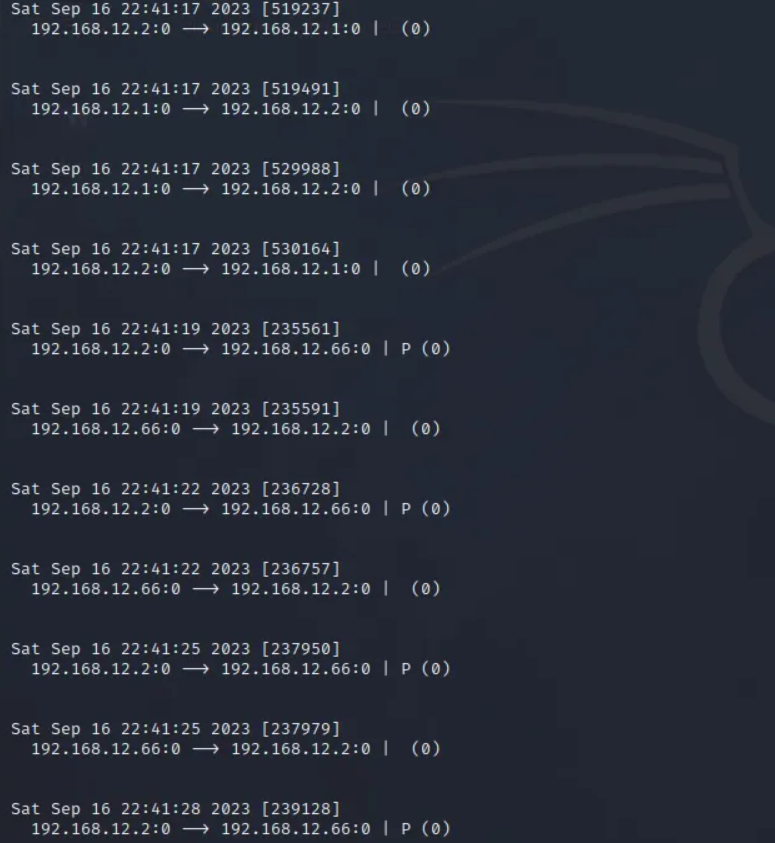 Sat Sep 16 22:41:17 2023 [519237]
192.168.12.2:0 ⟶ 192.168.12.1:0 | (0)
Sat Sep 16 22:41:17 2023 [519491]
192.168.12.1:0 ⟶ 192.168.12.2:0 | (0)
Sat Sep 16 22:41:17 2023 [529988]
192.168.12.1:0 ⟶ 192.168.12.2:0 | (0)
Sat Sep 16 22:41:17 2023 [530164]
192.168.12.2:0 ⟶ 192.168.12.1:0 | (0)
Sat Sep 16 22:41:19 2023 [235561]
192.168.12.2:0 ⟶ 192.168.12.66:0 | P (0)
Sat Sep 16 22:41:19 2023 [235591]
192.168.12.66:0 ⟶ 192.168.12.2:0 | (0)
Sat Sep 16 22:41:22 2023 [236728]
192.168.12.2:0 ⟶ 192.168.12.66:0 | P (0)
Sat Sep 16 22:41:22 2023 [236757]
192.168.12.66:0 ⟶ 192.168.12.2:0 | (0)
Sat Sep 16 22:41:25 2023 [237950]
192.168.12.2:0 ⟶ 192.168.12.66:0 | P (0)
Sat Sep 16 22:41:25 2023 [237979]
192.168.12.66:0 ⟶ 192.168.12.2:0 | (0)
Sat Sep 16 22:41:28 2023 [239128]
192.168.12.2:0 ⟶ 192.168.12.66:0 | P (0)